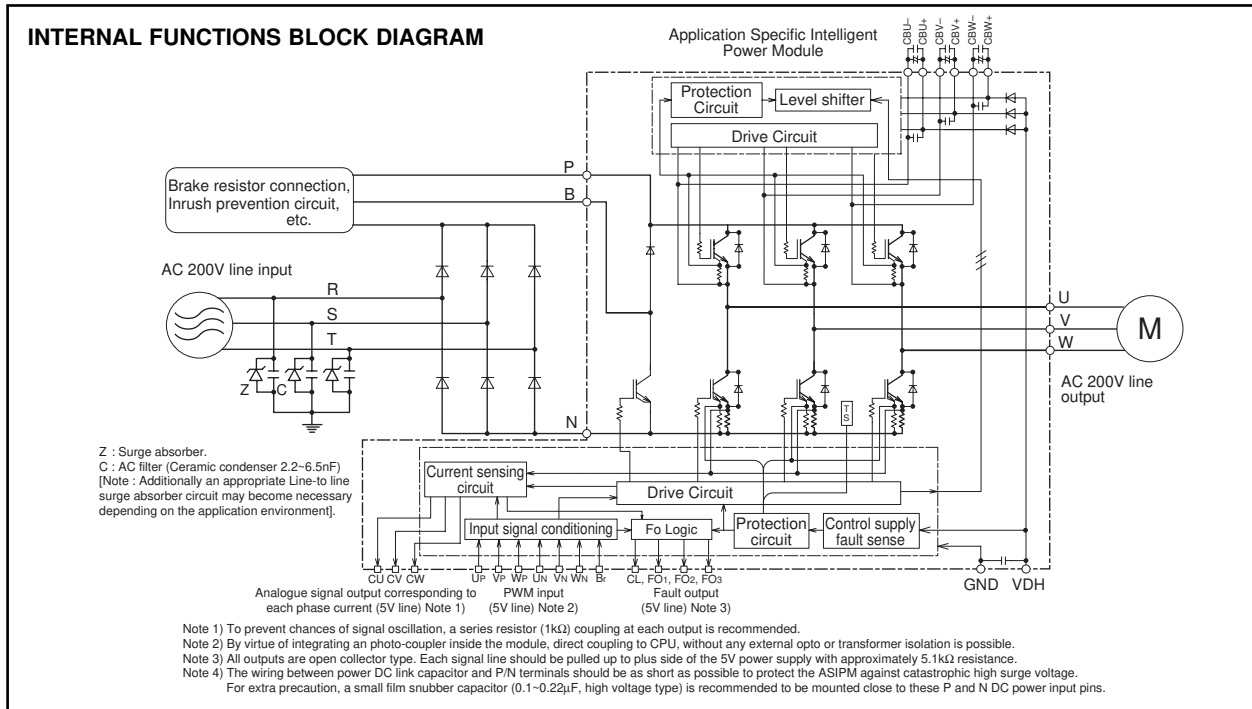 INTERNAL FUNCTIONS BLOCK DIAGRAM
Application Specific Intelligent
Power Module
CBU–
CBU+
CBV–
CBV+
CBW–
CBW+
Protection
Circuit
Level shifter
Drive Circuit
P
B
Brake resistor connection,
Inrush prevention circuit,
etc.
AC 200V line input
R
S
T
Z
C
N
U
V
W
M
AC 200V line
output
T
S
Z : Surge absorber.
C : AC filter (Ceramic condenser 2.2~6.5nF)
[Note : Additionally an appropriate Line-to line
surge absorber circuit may become necessary
depending on the application environment].
Current sensing
circuit
Drive Circuit
Input signal conditioning
Fo Logic
Protection
circuit
Control supply
fault sense
CU CV CW
UP VP WP UN VN WN Br
CL, FO1, FO2, FO3
GND VDH
Analogue signal output corresponding to
each phase current (5V line) Note 1)
PWM input
(5V line) Note 2)
Fault output
(5V line) Note 3)
Note 1) To prevent chances of signal oscillation, a series resistor (1kΩ) coupling at each output is recommended.
Note 2) By virtue of integrating an photo-coupler inside the module, direct coupling to CPU, without any external opto or transformer isolation is possible.
Note 3) All outputs are open collector type. Each signal line should be pulled up to plus side of the 5V power supply with approximately 5.1kΩ resistance.
Note 4) The wiring between power DC link capacitor and P/N terminals should be as short as possible to protect the ASIPM against catastrophic high surge voltage.
For extra precaution, a small film snubber capacitor (0.1~0.22μF, high voltage type) is recommended to be mounted close to these P and N DC power input pins.